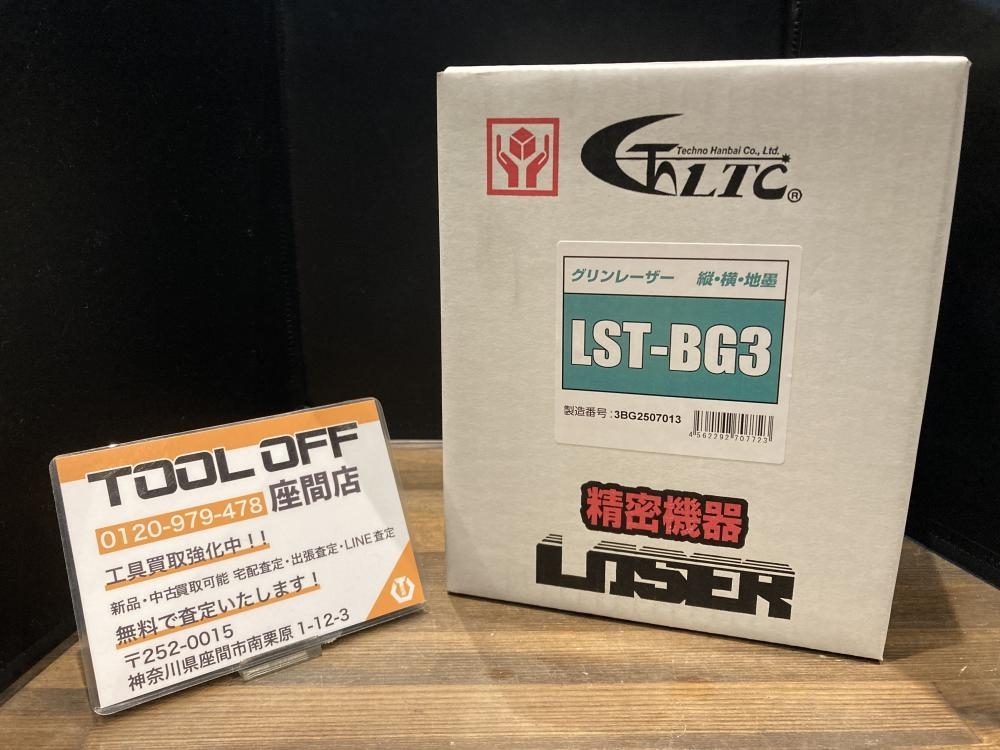 TOOL OFF
0120-979-478 座間店
工具買取強化中!!
新品・中古買取可能 宅配査定・出張査定・LINE査定
無料で査定いたします!
〒252-0015
神奈川県座間市南栗原1-12-3
Techno Hanbai Co., Ltd.
LTC®
グリンレーザー 縦・横・地墨
LST-BG3
製造番号:3BG2507013
4562292707723
精密機器
LASER